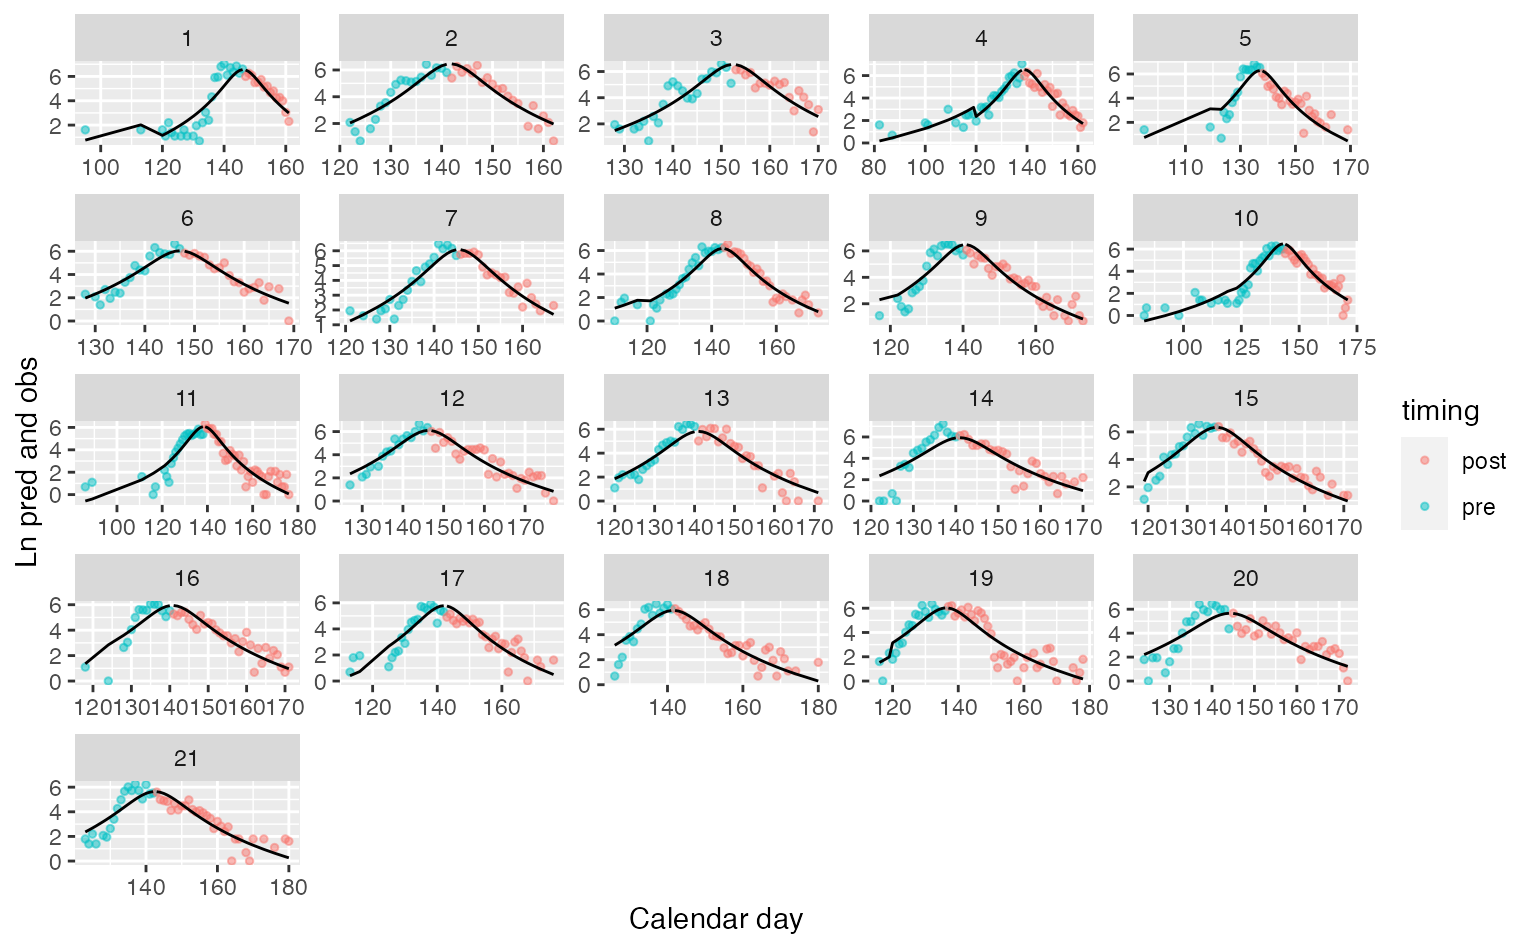 1 2 3 4 5
6 6 6 6 6
4 4 4 4 4
2 2 2 2 2
0
100 120 140 160 120 130 140 150 160 130 140 150 160 170 80 100 120 140 160 110 130 150 170
6 7 8 9 10
6 6 6 6 6
5
4 4 4 4 4
3
2 2 2 2 2
1
0 0 0
130 140 150 160 170 120 130 140 150 160 120 140 160 120 140 160 100 125 150 175
11 12 13 14 15
6 6 6 6 6
4 4 4 4 4
2 2 2 2 2
0 0 0 0
100 120 140 160 180 130 140 150 160 170 120 130 140 150 160 170 120 130 140 150 160 170 120 130 140 150 160 170
16 17 18 19 20
6 6 6 6 6
4 4 4 4 4
2 2 2 2 2
0 0 0 0 0
120 130 140 150 160 170 120 140 160 140 160 180 120 140 160 180 130 140 150 160 170
21
6
4
2
0
140 160 180
Ln pred and obs
Calendar day
timing
post
pre